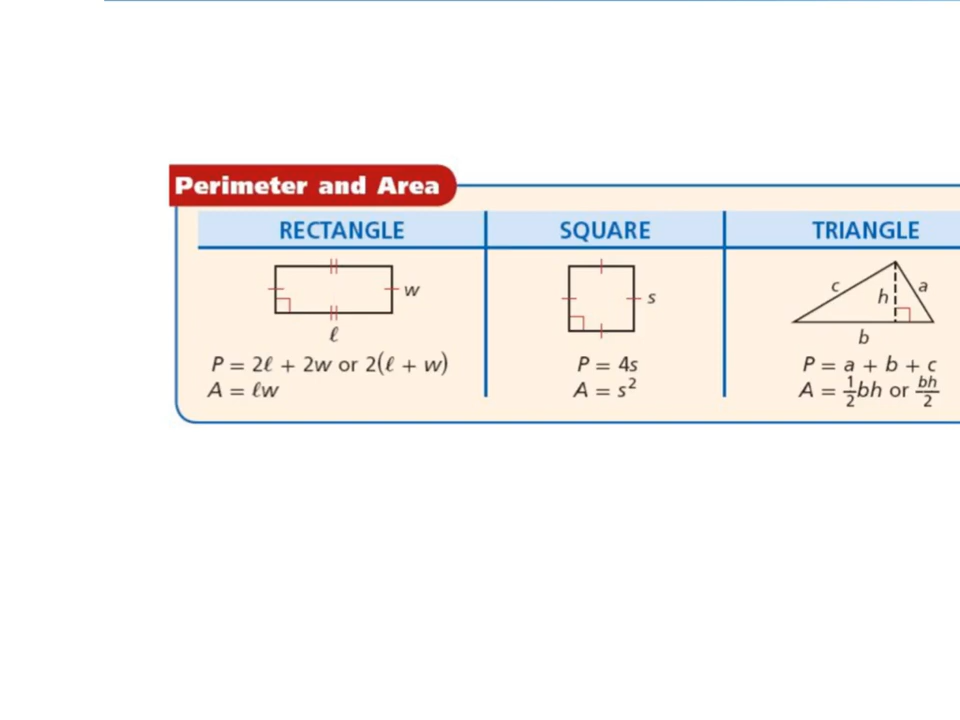 Perimeter and Area
RECTANGLE
SQUARE
TRIANGLE
w
ℓ
P = 2ℓ + 2w or 2(ℓ + w)
A = ℓw
s
P = 4s
A = s²
c
h
a
b
P = a + b + c
A = ½bh or bh/2